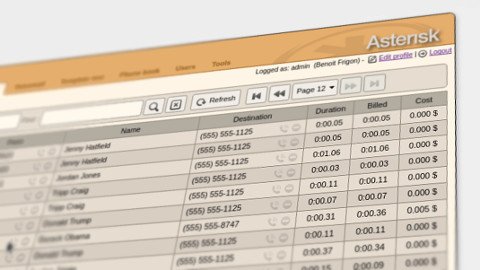 Asterisk
Phone book Users Tools
Logged as: admin (Benoit Frigon) - Edit profile | Logout
Refresh Page 12
Name Destination Duration Billed Cost
Jenny Hatfield (555) 555-1125 0:00.05 0:00.05 0.000 $
Jenny Hatfield (555) 555-1125 0:00.05 0:00.05 0.000 $
Jordan Jones (555) 555-1125 0:01.06 0:01.06 0.000 $
Tripp Craig (555) 555-1125 0:00.03 0:00.03 0.000 $
Tripp Craig (555) 555-1125 0:00.11 0:00.11 0.000 $
Donald Trump (555) 555-1125 0:00.07 0:00.07 0.000 $
Barack Obama (555) 555-8747 0:00.31 0:00.36 0.005 $
Donald Trump (555) 555-1125 0:00.11 0:00.11 0.000 $
(555) 555-1125 0:00.37 0:00.34 0.000 $
0:00.15 0:00.09 0.000 $